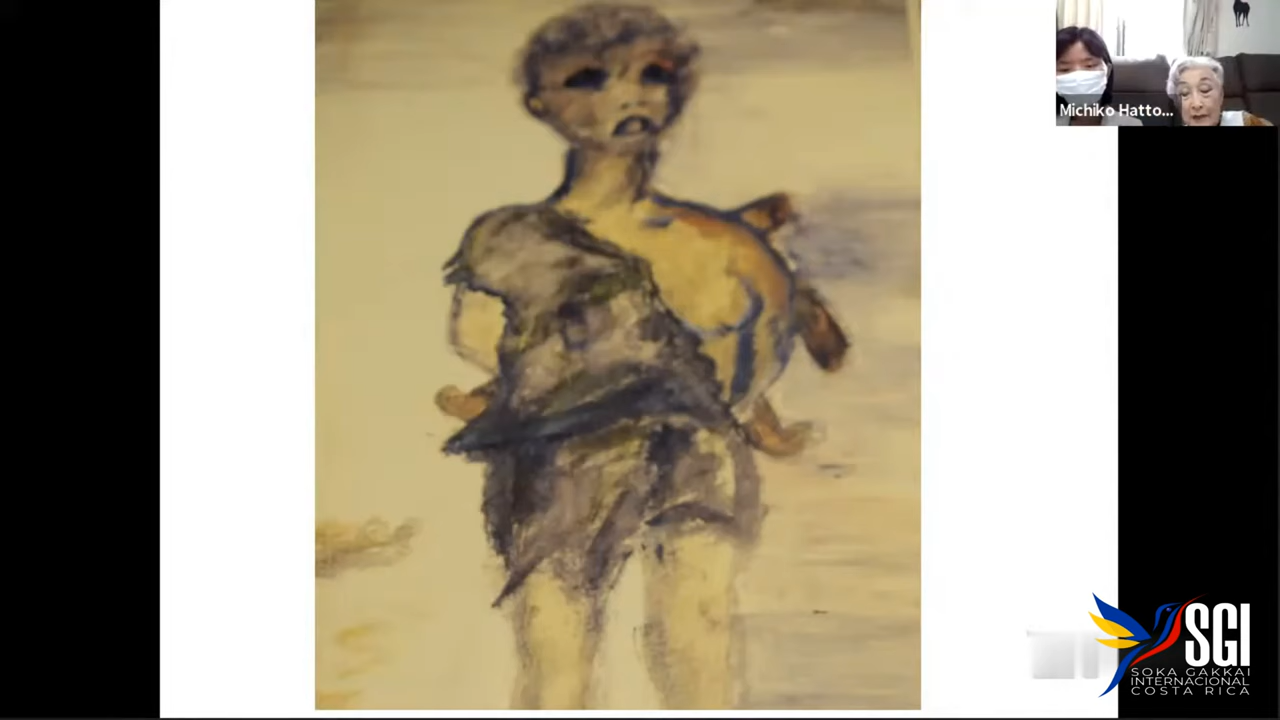 Michiko Hatto...
SGI
SOKA GAKKAI
INTERNACIONAL
COSTA RICA